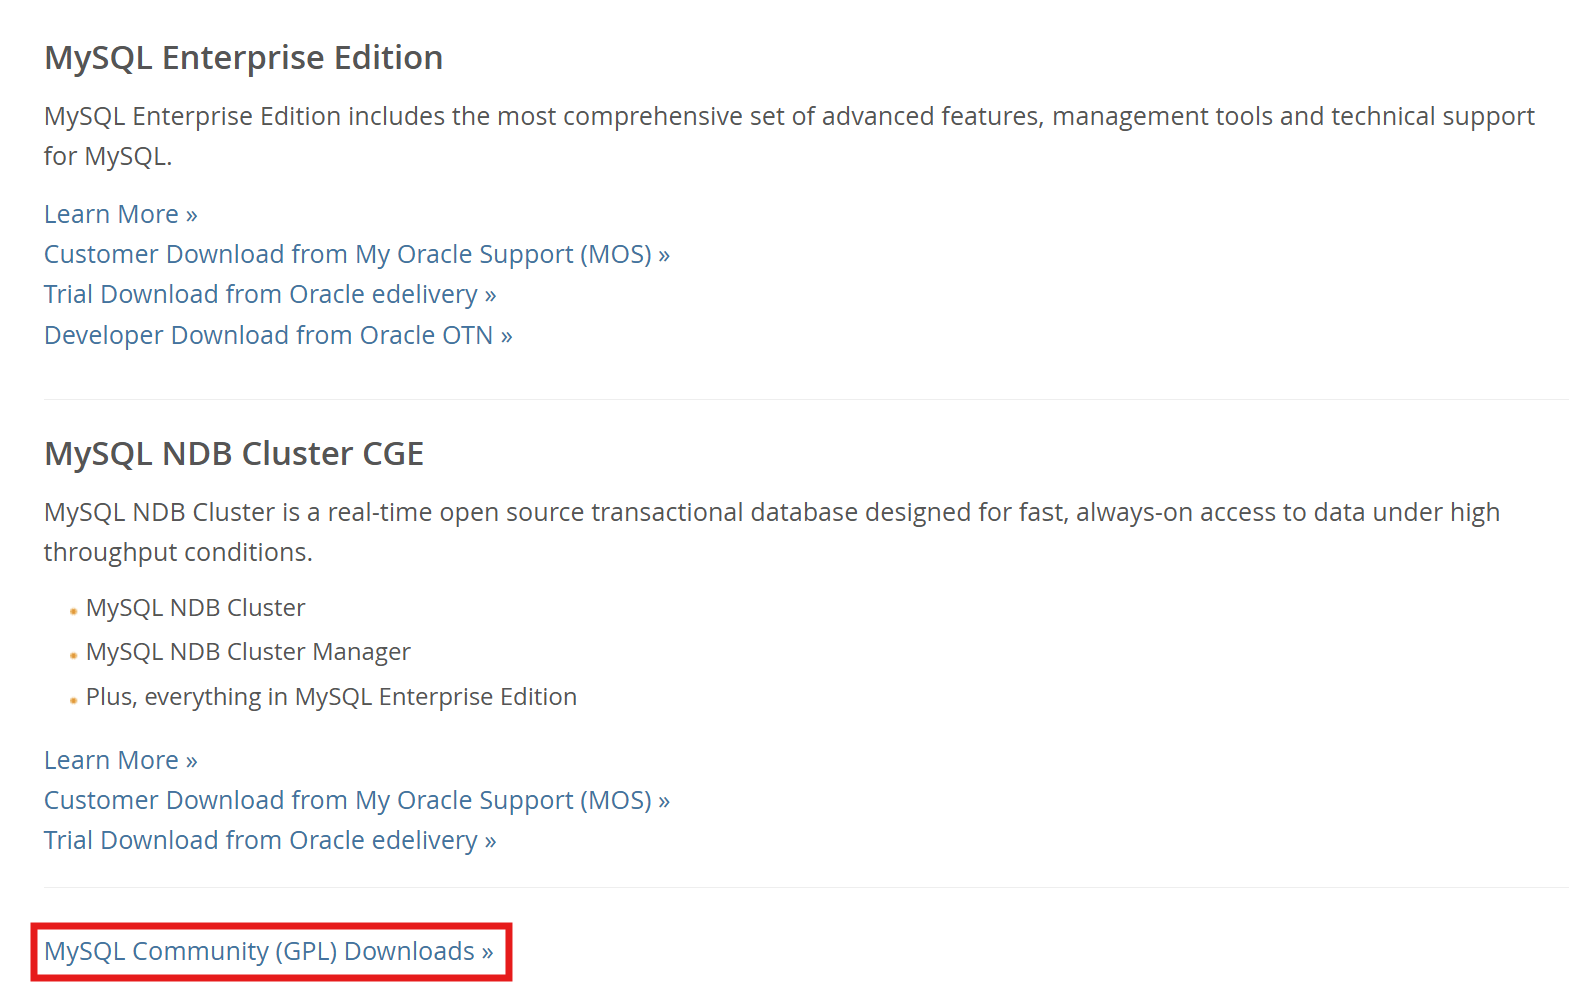 MySQL Enterprise Edition
MySQL Enterprise Edition includes the most comprehensive set of advanced features, management tools and technical support
for MySQL.
Learn More »
Customer Download from My Oracle Support (MOS) »
Trial Download from Oracle edelivery »
Developer Download from Oracle OTN »
MySQL NDB Cluster CGE
MySQL NDB Cluster is a real-time open source transactional database designed for fast, always-on access to data under high
throughput conditions.
MySQL NDB Cluster
MySQL NDB Cluster Manager
Plus, everything in MySQL Enterprise Edition
Learn More »
Customer Download from My Oracle Support (MOS) »
Trial Download from Oracle edelivery »
MySQL Community (GPL) Downloads »